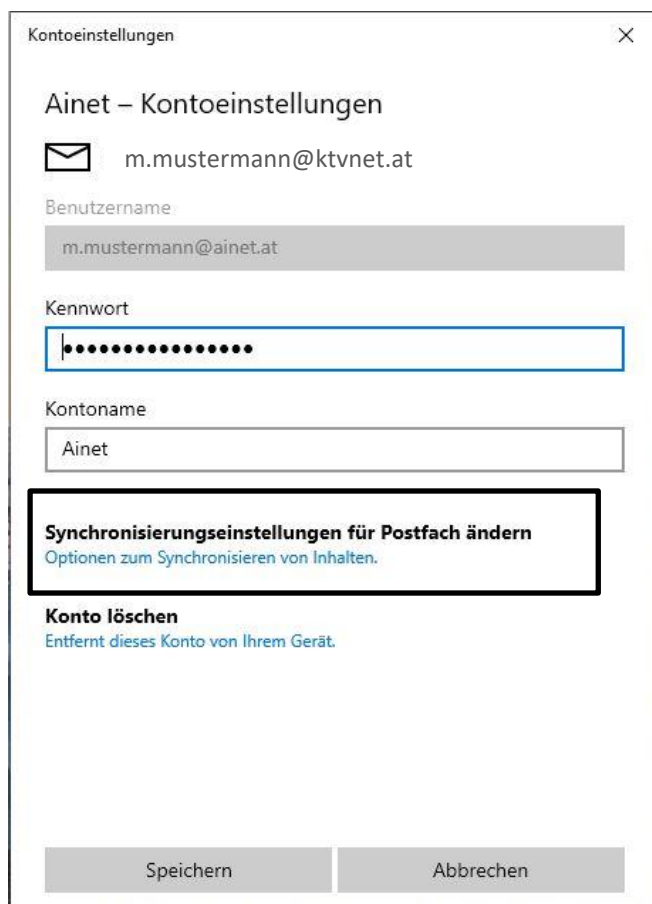 Kontoeinstellungen
Ainet – Kontoeinstellungen
m.mustermann@ktvnet.at
Benutzername
m.mustermann@ainet.at
Kennwort
••••••••••••••••
Kontoname
Ainet
Synchronisierungseinstellungen für Postfach ändern
Optionen zum Synchronisieren von Inhalten.
Konto löschen
Entfernt dieses Konto von Ihrem Gerät.
Speichern
Abbrechen